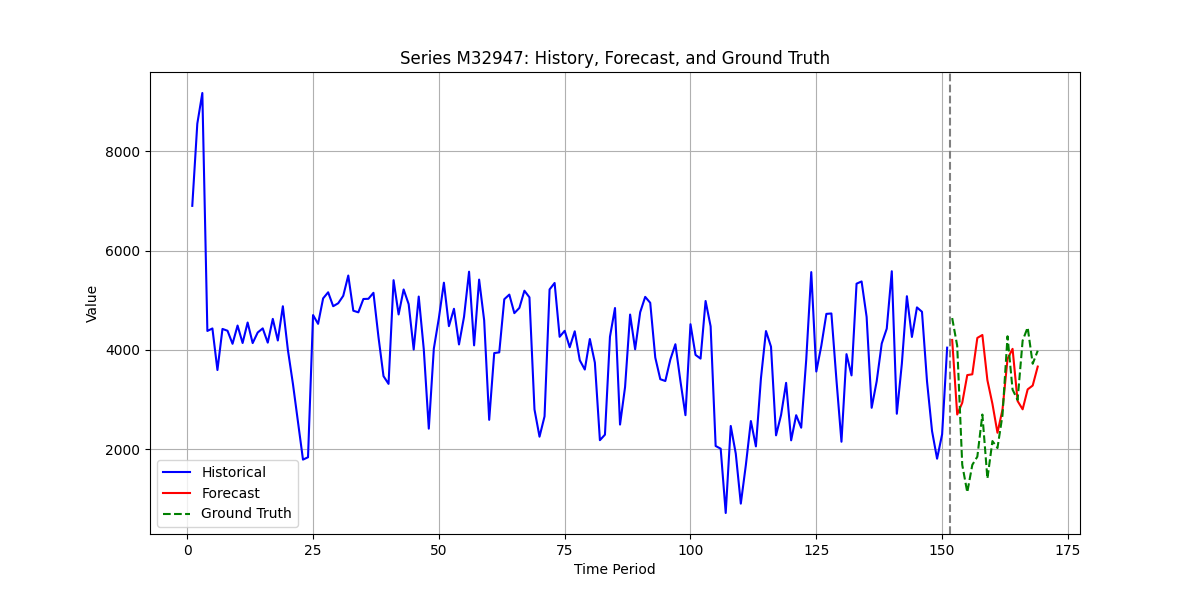 Series M32947: History, Forecast, and Ground Truth
Value
8000
6000
4000
2000
Historical
Forecast
Ground Truth
0
25
50
75
100
125
150
175
Time Period